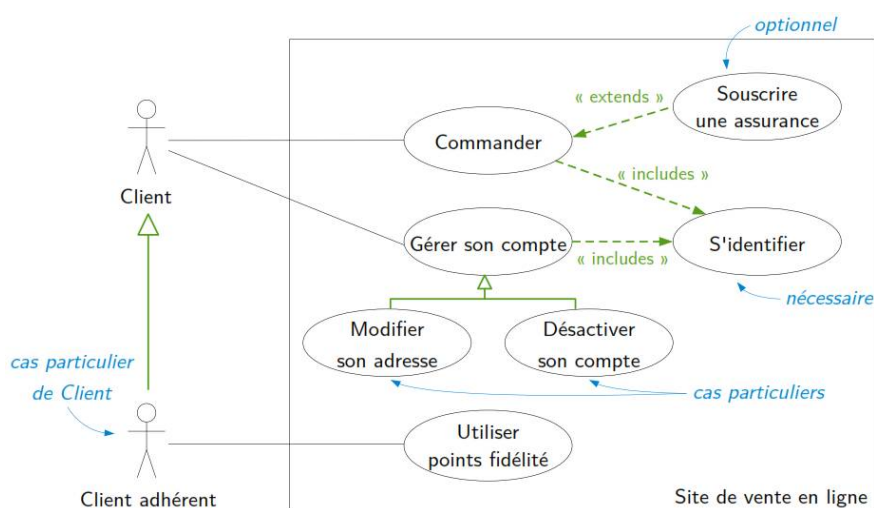 optionnel
« extends »
Souscrire
une assurance
Commander
« includes »
Client
Gérer son compte
« includes »
S'identifier
nécessaire
Modifier
son adresse
Désactiver
son compte
cas particulier
de Client
cas particuliers
Utiliser
points fidélité
Client adhérent
Site de vente en ligne